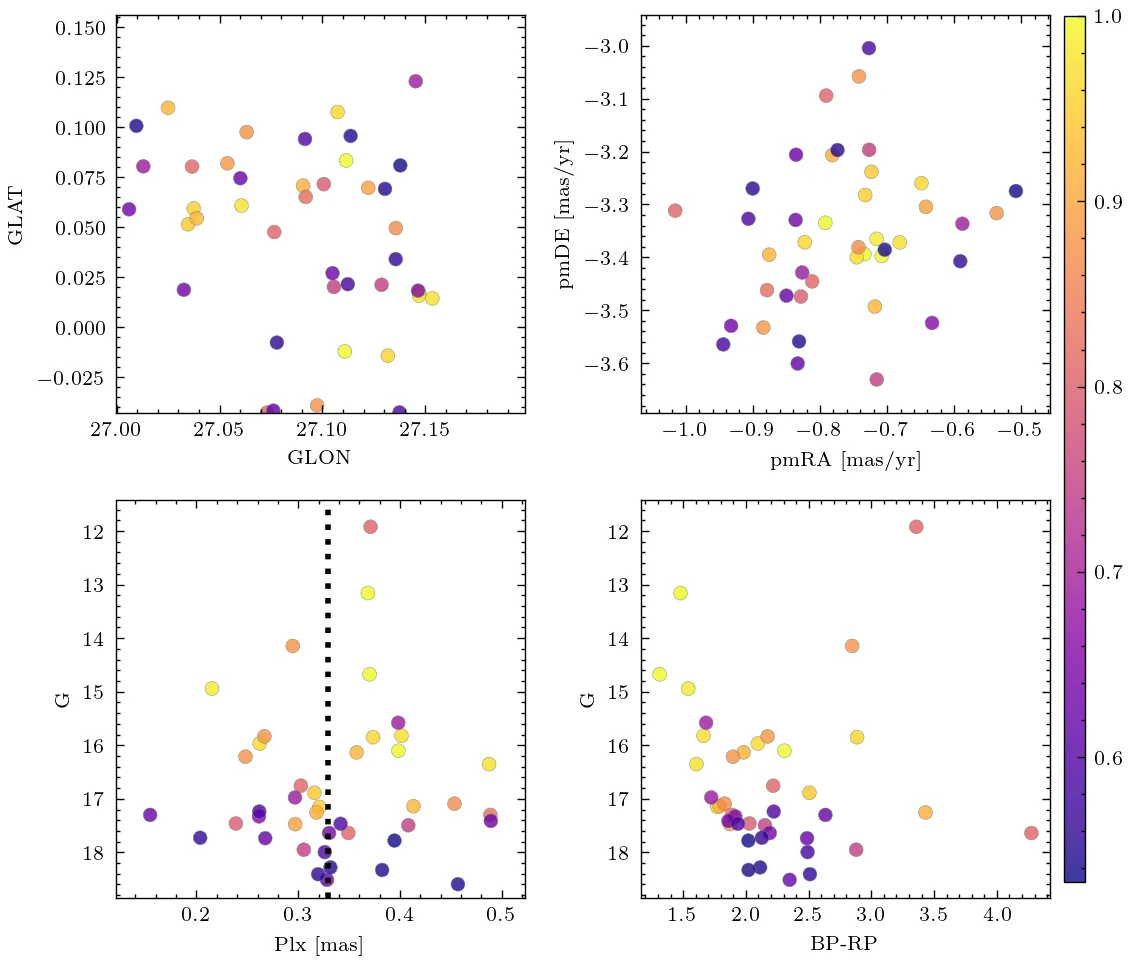 0.150
0.125
0.100
0.075
0.050
0.025
0.000
−0.025
GLAT
27.00 27.05 27.10 27.15
GLON
−3.0
−3.1
−3.2
−3.3
−3.4
−3.5
−3.6
pmDE [mas/yr]
−1.0 −0.9 −0.8 −0.7 −0.6 −0.5
pmRA [mas/yr]
1.0
0.9
0.8
0.7
0.6
12
13
14
15
16
17
18
G
0.2 0.3 0.4 0.5
Plx [mas]
12
13
14
15
16
17
18
G
1.5 2.0 2.5 3.0 3.5 4.0
BP-RP